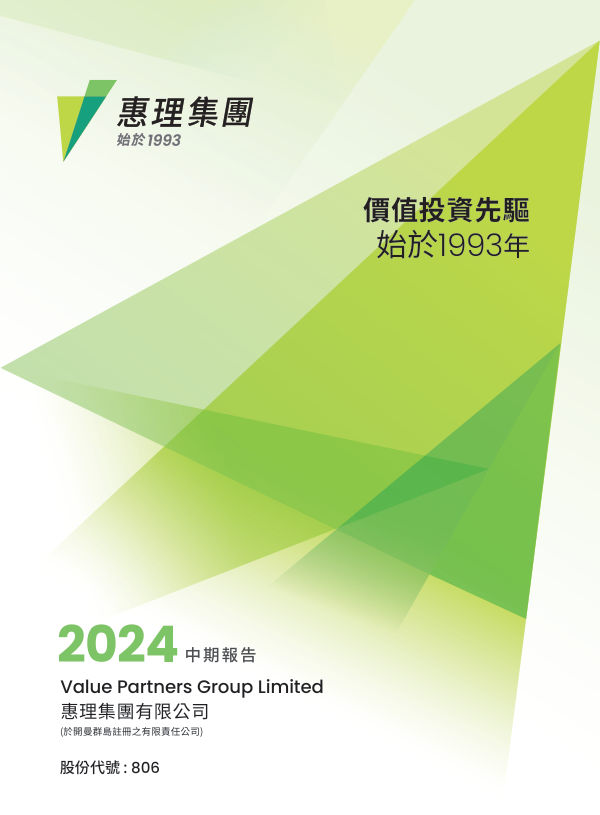 惠理集團
始於1993
價值投資先驅
始於1993年
2024 中期報告
Value Partners Group Limited
惠理集團有限公司
(於開曼群島註冊之有限責任公司)
股份代號 : 806